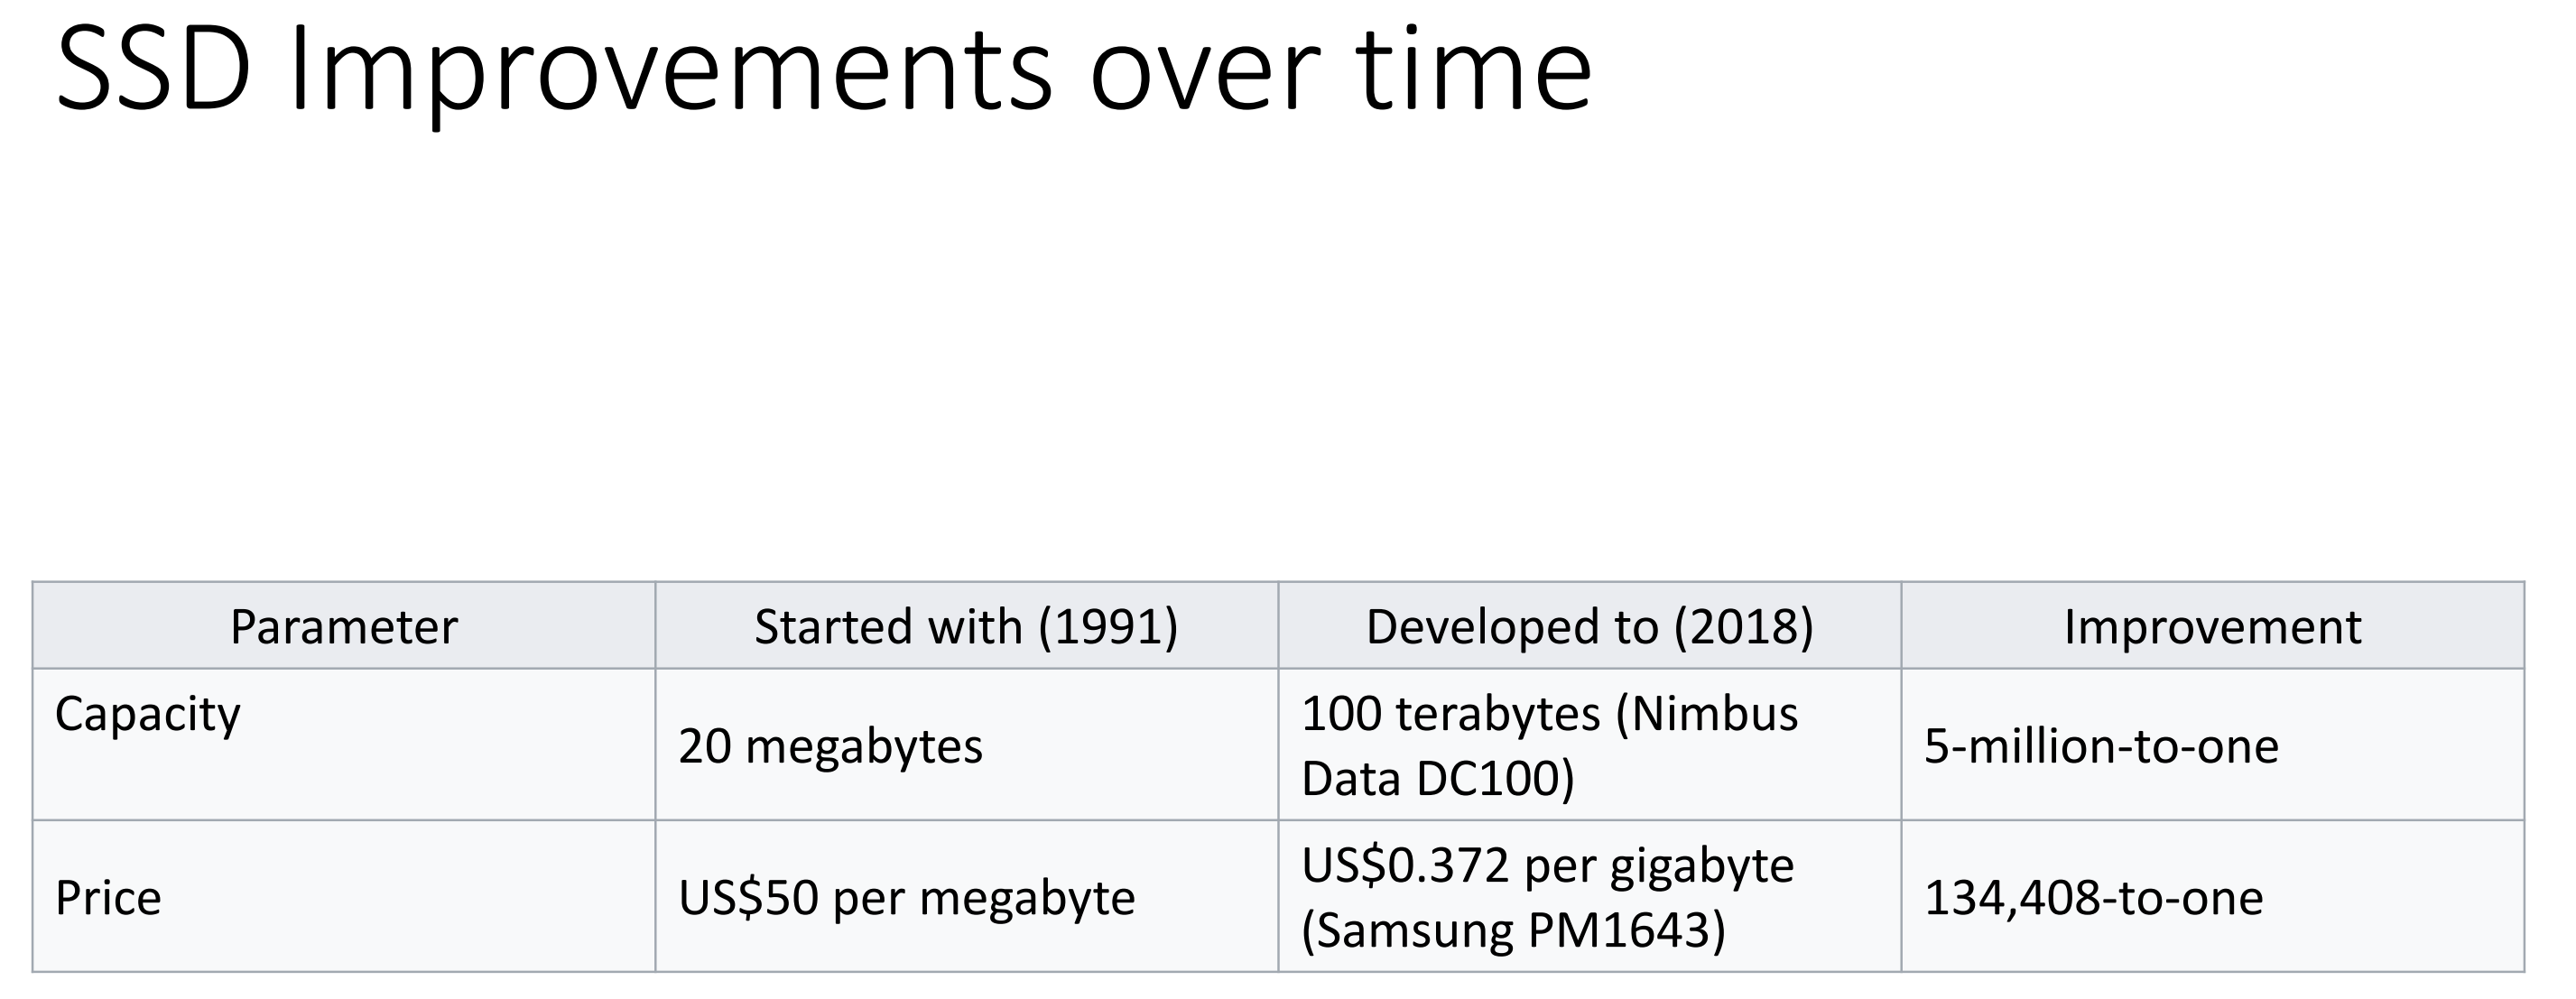 SSD Improvements over time
Parameter
Started with (1991)
Developed to (2018)
Improvement
Capacity
20 megabytes
100 terabytes (Nimbus
Data DC100)
5-million-to-one
Price
US$50 per megabyte
US$0.372 per gigabyte
(Samsung PM1643)
134,408-to-one